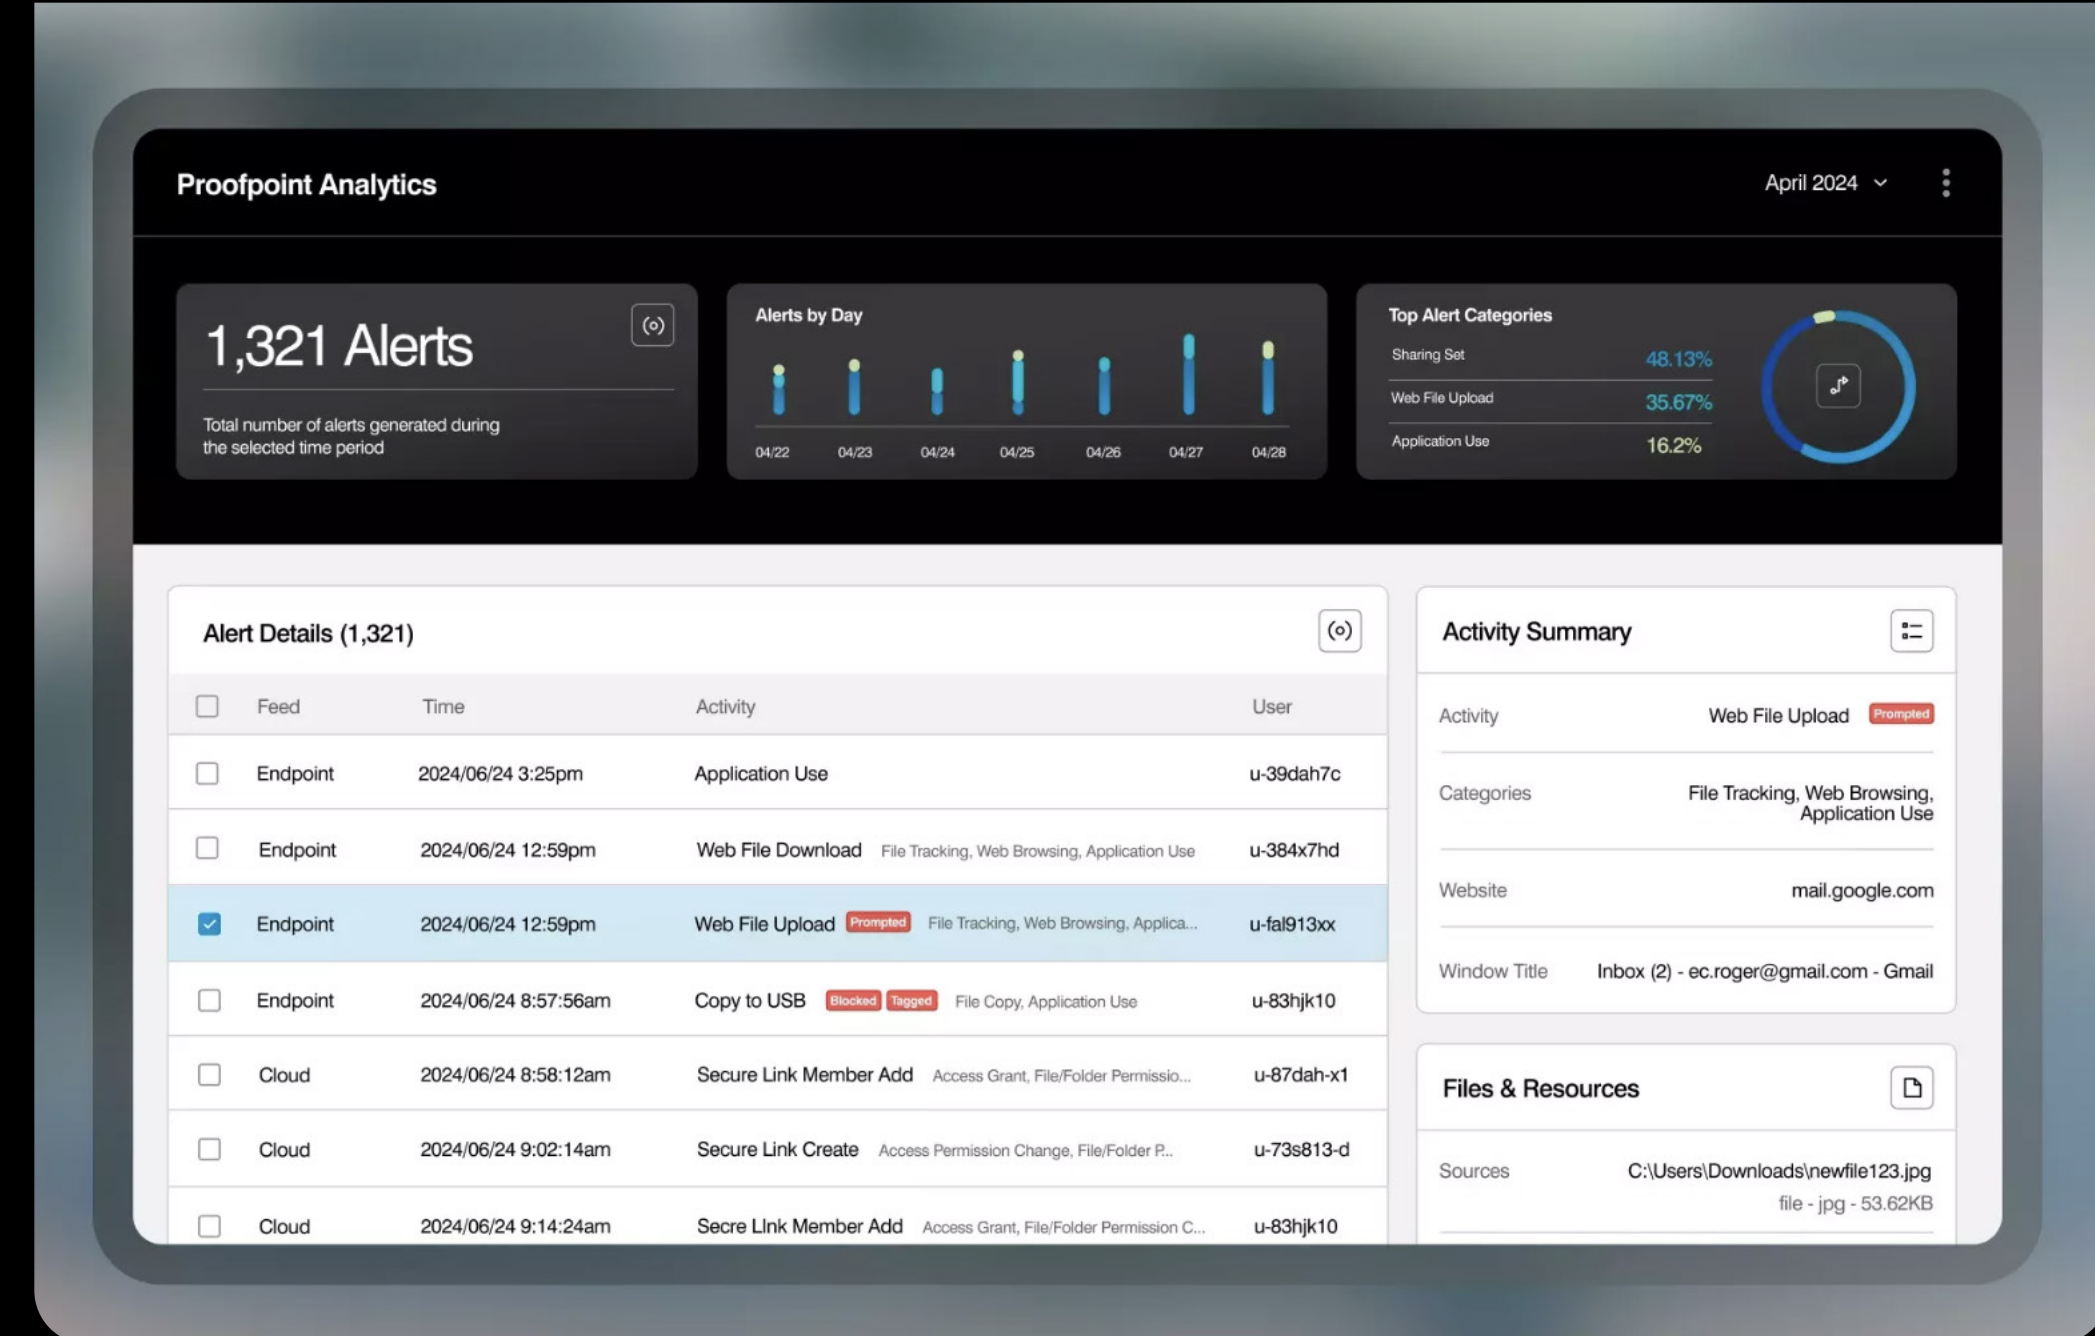 Proofpoint Analytics
April 2024
1,321 Alerts
Total number of alerts generated during
the selected time period
Alerts by Day
04/22 04/23 04/24 04/25 04/26 04/27 04/28
Top Alert Categories
Sharing Set 48.13%
Web File Upload 35.67%
Application Use 16.2%
Alert Details (1,321)
Feed Time Activity User
Endpoint 2024/06/24 3:25pm Application Use u-39dah7c
Endpoint 2024/06/24 12:59pm Web File Download File Tracking, Web Browsing, Application Use u-384x7hd
Endpoint 2024/06/24 12:59pm Web File Upload Prompted File Tracking, Web Browsing, Applica... u-fal913xx
Endpoint 2024/06/24 8:57:56am Copy to USB Blocked Tagged File Copy, Application Use u-83hjk10
Cloud 2024/06/24 8:58:12am Secure Link Member Add Access Grant, File/Folder Permissio... u-87dah-x1
Cloud 2024/06/24 9:02:14am Secure Link Create Access Permission Change, File/Folder P... u-73s813-d
Cloud 2024/06/24 9:14:24am Secre LInk Member Add Access Grant, File/Folder Permission C... u-83hjk10
Activity Summary
Activity Web File Upload Prompted
Categories File Tracking, Web Browsing,
Application Use
Website mail.google.com
Window Title Inbox (2) - ec.roger@gmail.com - Gmail
Files & Resources
Sources C:\Users\Downloads\newfile123.jpg
file - jpg - 53.62KB